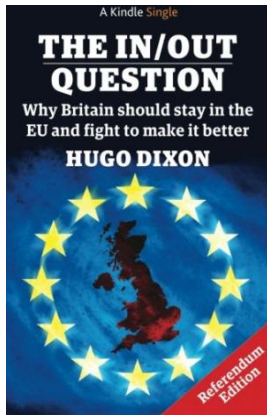 A Kindle Single
THE IN/OUT
QUESTION
Why Britain should stay in the
EU and fight to make it better
HUGO DIXON
Referendum
Edition